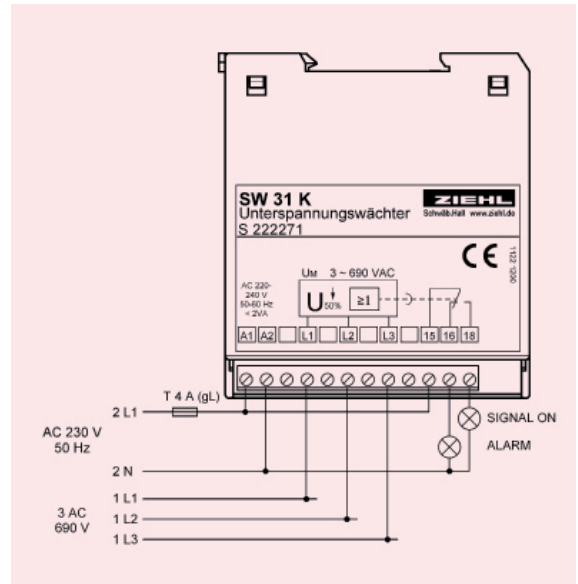 SW 31 K
ZIEHL
Unterspannungswächter
Schwäb.Hall www.ziehl.de
S 222271
CE
1122 1200
UM 3 ~ 690 VAC
AC 220-
240 V
50-60 Hz
< 2VA
U 50%
≥1
A1 A2 L1 L2 L3 15 16 18
T 4 A (gL)
2 L1
SIGNAL ON
AC 230 V
50 Hz
ALARM
2 N
1 L1
3 AC
690 V
1 L2
1 L3